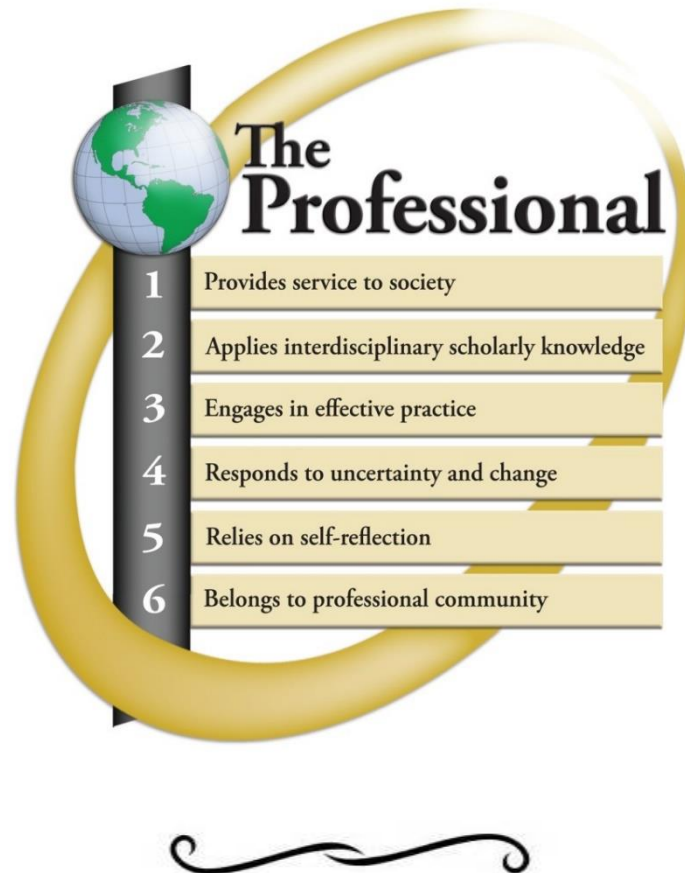 The
Professional
1 Provides service to society
2 Applies interdisciplinary scholarly knowledge
3 Engages in effective practice
4 Responds to uncertainty and change
5 Relies on self-reflection
6 Belongs to professional community